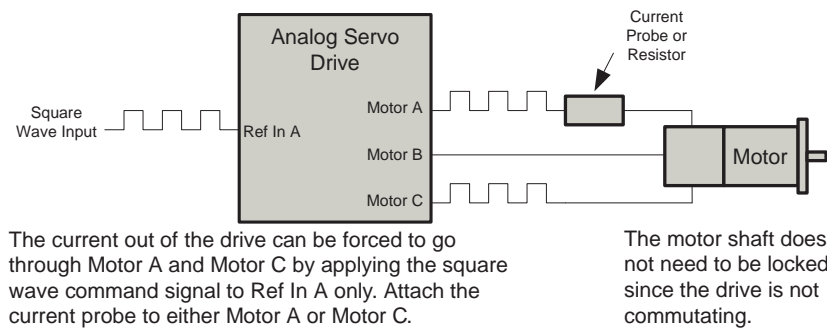 Current
Probe or
Resistor
Analog Servo
Drive
Square
Wave Input
Ref In A
Motor A
Motor B
Motor C
Motor
The current out of the drive can be forced to go
through Motor A and Motor C by applying the square
wave command signal to Ref In A only. Attach the
current probe to either Motor A or Motor C.
The motor shaft does
not need to be locked
since the drive is not
commutating.